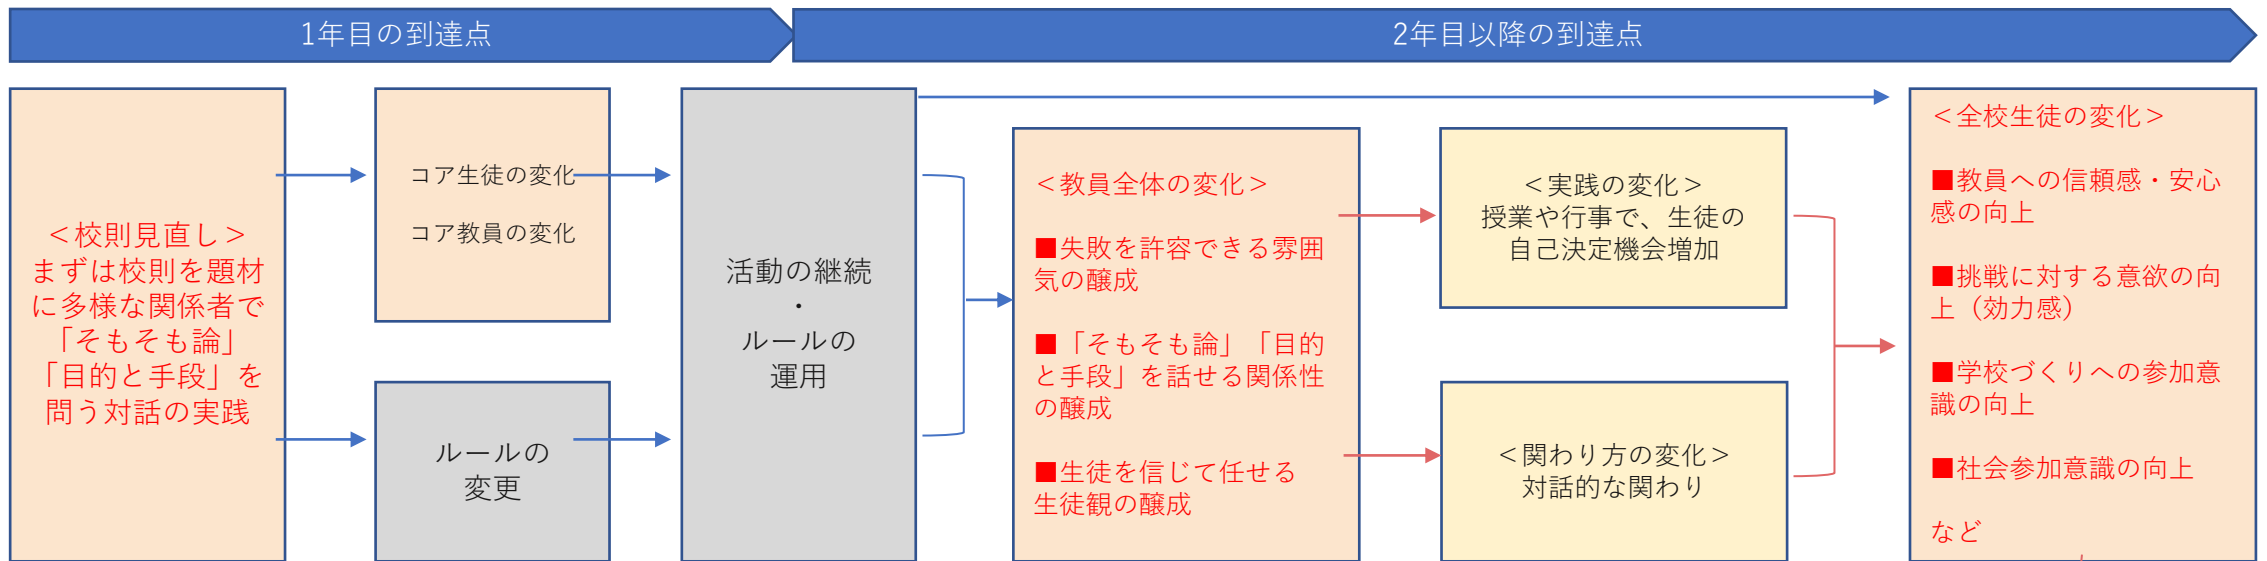 1年目の到達点
2年目以降の到達点
＜校則見直し＞
まずは校則を題材
に多様な関係者で
「そもそも論」
「目的と手段」を
問う対話の実践
コア生徒の変化
コア教員の変化
ルールの
変更
活動の継続
・
ルールの
運用
＜教員全体の変化＞
■失敗を許容できる雰囲
気の醸成
■「そもそも論」「目的
と手段」を話せる関係性
の醸成
■生徒を信じて任せる
生徒観の醸成
＜実践の変化＞
授業や行事で、生徒の
自己決定機会増加
＜関わり方の変化＞
対話的な関わり
＜全校生徒の変化＞
■教員への信頼感・安心
感の向上
■挑戦に対する意欲の向
上（効力感）
■学校づくりへの参加意
識の向上
■社会参加意識の向上
など